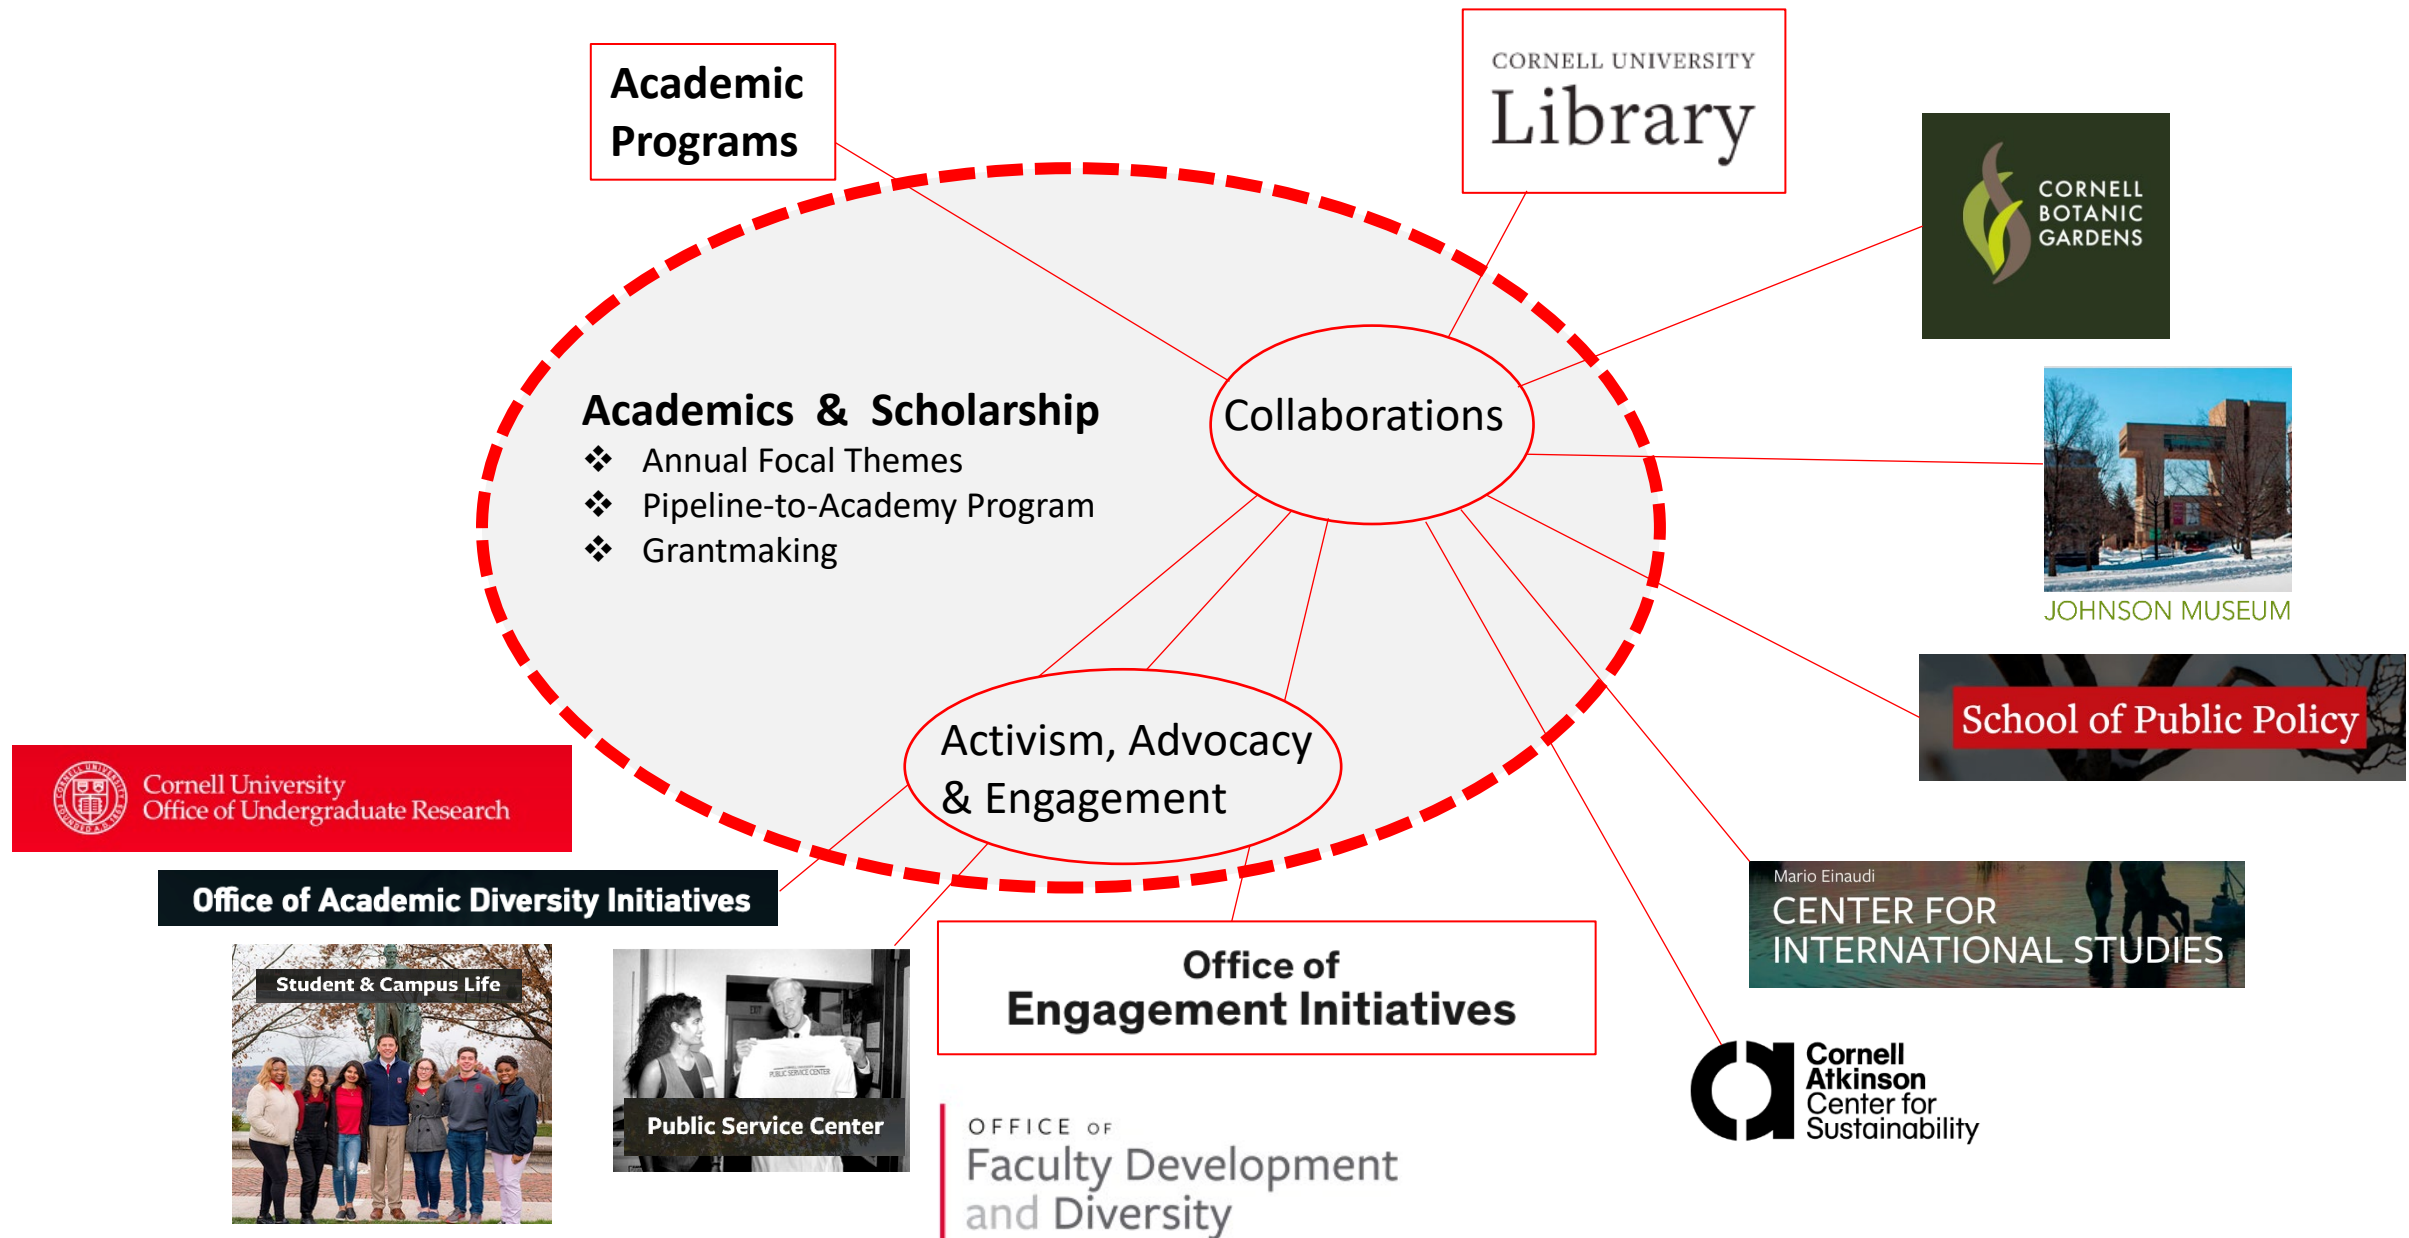 Academic
Programs
CORNELL UNIVERSITY
Library
CORNELL
BOTANIC
GARDENS
Academics & Scholarship
❖ Annual Focal Themes
❖ Pipeline-to-Academy Program
❖ Grantmaking
Collaborations
JOHNSON MUSEUM
School of Public Policy
Activism, Advocacy
& Engagement
Cornell University
Office of Undergraduate Research
Office of Academic Diversity Initiatives
Student & Campus Life
PUBLIC SERVICE CENTER
Public Service Center
Office of
Engagement Initiatives
OFFICE OF
Faculty Development
and Diversity
Mario Einaudi
CENTER FOR
INTERNATIONAL STUDIES
Cornell
Atkinson
Center for
Sustainability